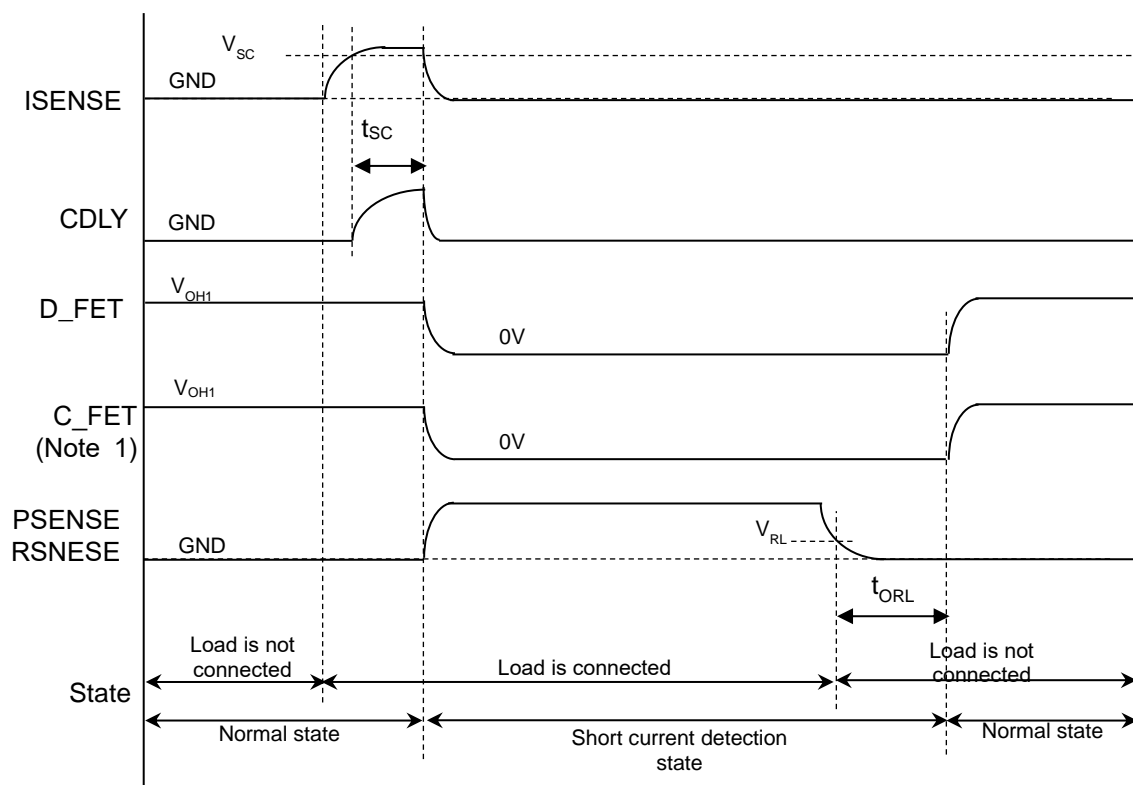 VSC
GND
ISENSE
tSC
CDLY
GND
VOH1
D_FET
0V
VOH1
C_FET
(Note 1)
0V
PSENSE
RSNESE
GND
VRL
tORL
Load is not
connected
Load is connected
Load is not
connected
State
Normal state
Short current detection
state
Normal state